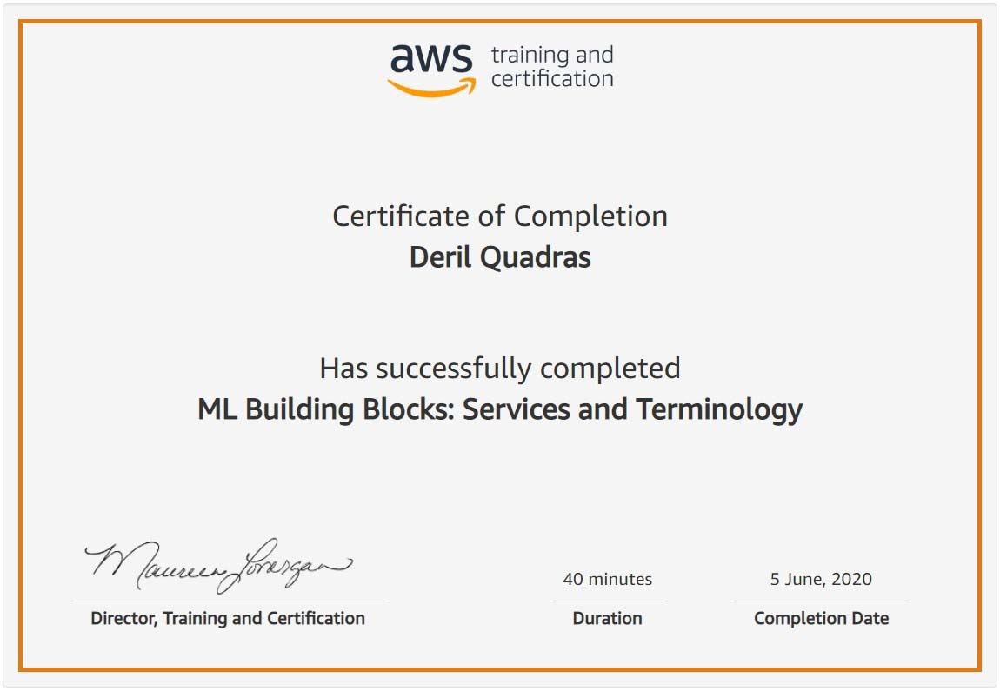 aws training and
certification
Certificate of Completion
Deril Quadras
Has successfully completed
ML Building Blocks: Services and Terminology
Maureen Lonergan
Director, Training and Certification
40 minutes
Duration
5 June, 2020
Completion Date